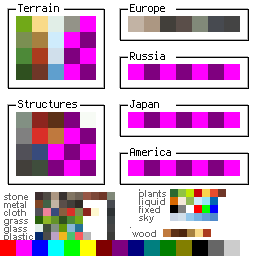 Terrain
Europe
Russia
Structures
Japan
America
stone
metal
cloth
grass
glass
plastic
plants
liquid
fixed
sky
wood